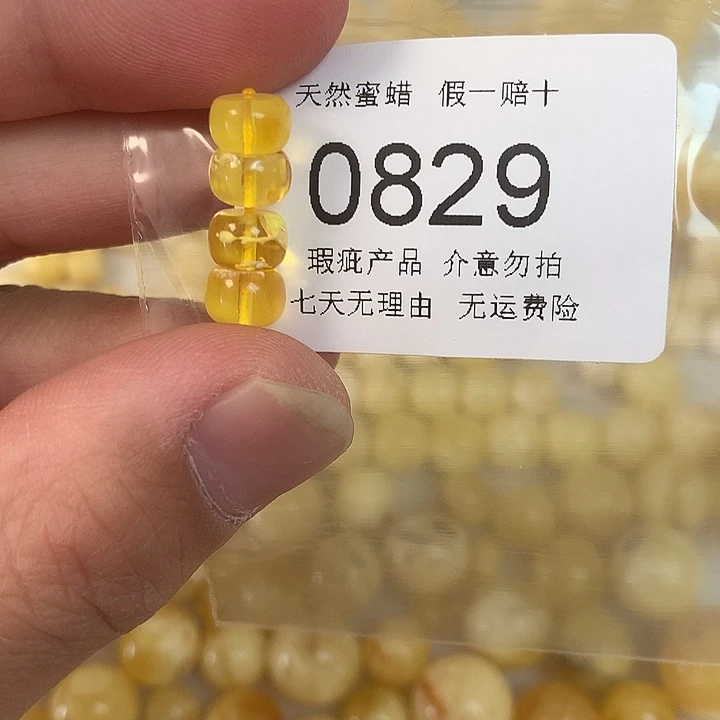 天然蜜蜡 假一赔十
0829
瑕疵产品 介意勿拍
七天无理由 无运费险